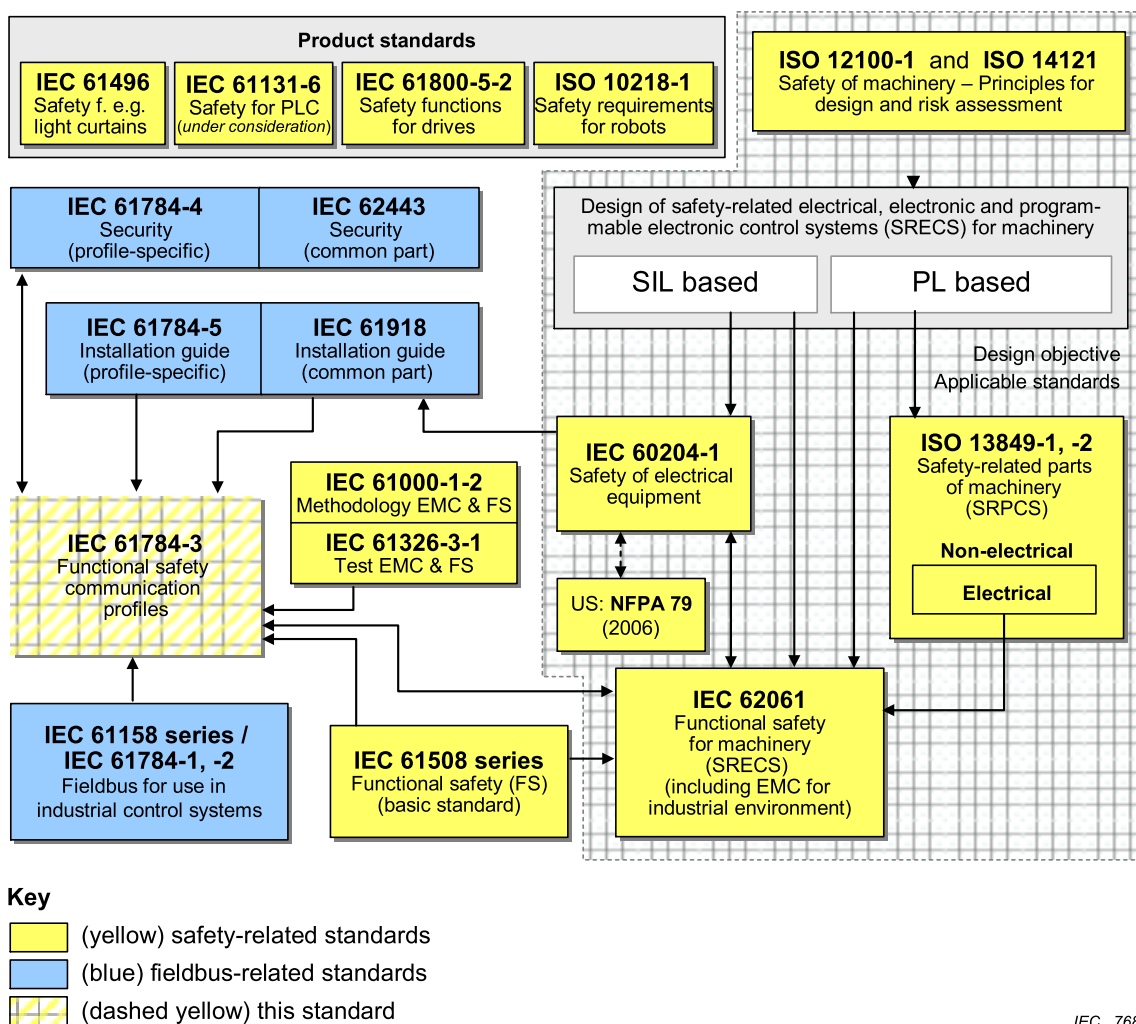 Product standards
IEC 61496
Safety f. e.g.
light curtains
IEC 61131-6
Safety for PLC
(under consideration)
IEC 61800-5-2
Safety functions
for drives
ISO 10218-1
Safety requirements
for robots
ISO 12100-1 and ISO 14121
Safety of machinery – Principles for
design and risk assessment
IEC 61784-4
Security
(profile-specific)
IEC 62443
Security
(common part)
Design of safety-related electrical, electronic and program-
mable electronic control systems (SRECS) for machinery
SIL based
PL based
IEC 61784-5
Installation guide
(profile-specific)
IEC 61918
Installation guide
(common part)
Design objective
Applicable standards
IEC 60204-1
Safety of electrical
equipment
ISO 13849-1, -2
Safety-related parts
of machinery
(SRPCS)
Non-electrical
Electrical
IEC 61000-1-2
Methodology EMC & FS
IEC 61326-3-1
Test EMC & FS
IEC 61784-3
Functional safety
communication
profiles
US: NFPA 79
(2006)
IEC 62061
Functional safety
for machinery
(SRECS)
(including EMC for
industrial environment)
IEC 61158 series /
IEC 61784-1, -2
Fieldbus for use in
industrial control systems
IEC 61508 series
Functional safety (FS)
(basic standard)
Key
(yellow) safety-related standards
(blue) fieldbus-related standards
(dashed yellow) this standard
IEC 768